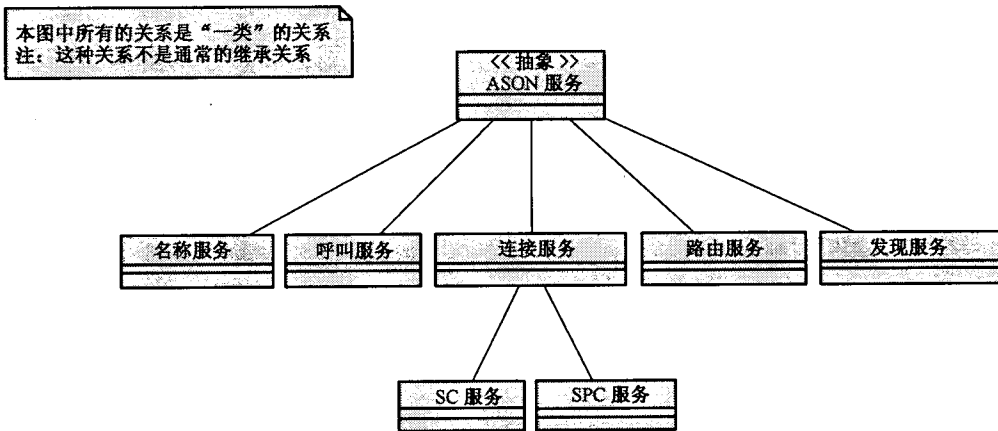 本图中所有的关系是“一类”的关系
注：这种关系不是通常的继承关系
<< 抽象 >>
ASON 服务
名称服务
呼叫服务
连接服务
路由服务
发现服务
SC 服务
SPC 服务